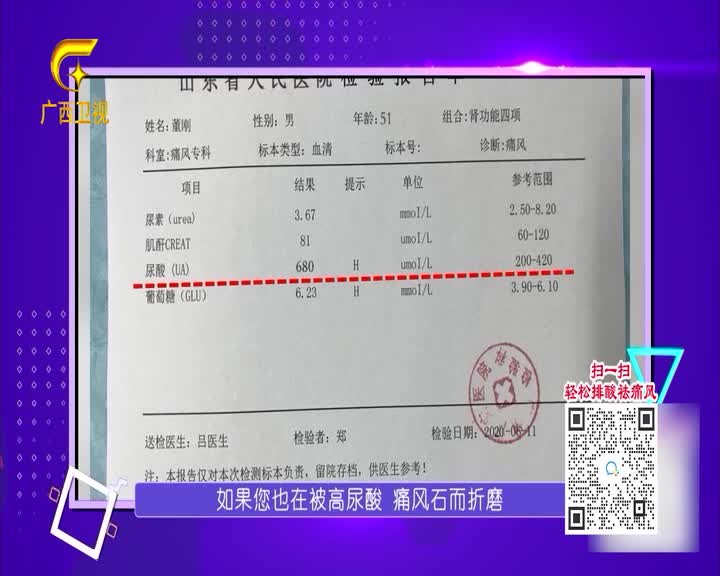 广西卫视
山东省人民医院检验报告单
姓名:董刚 性别: 男 年龄:51 组合:肾功能四项
科室:痛风专科 标本类型: 血清 标本号: 诊断:痛风
项目 结果 提示 单位 参考范围
尿素 (urea) 3.67 mmoI/L 2.50-8.20
肌酐CREAT 81 umoI/L 60-120
尿酸 (UA) 680 H umoI/L 200-420
葡萄糖 (GLU) 6.23 H mmoI/L 3.90-6.10
扫一扫
轻松排酸祛痛风
送检医生: 吕医生 检验者: 郑 检验日期: 2020-06-11
注: 本报告仅对本次检测标本负责, 留院存档, 供医生参考!
如果您也在被高尿酸 痛风石而折磨